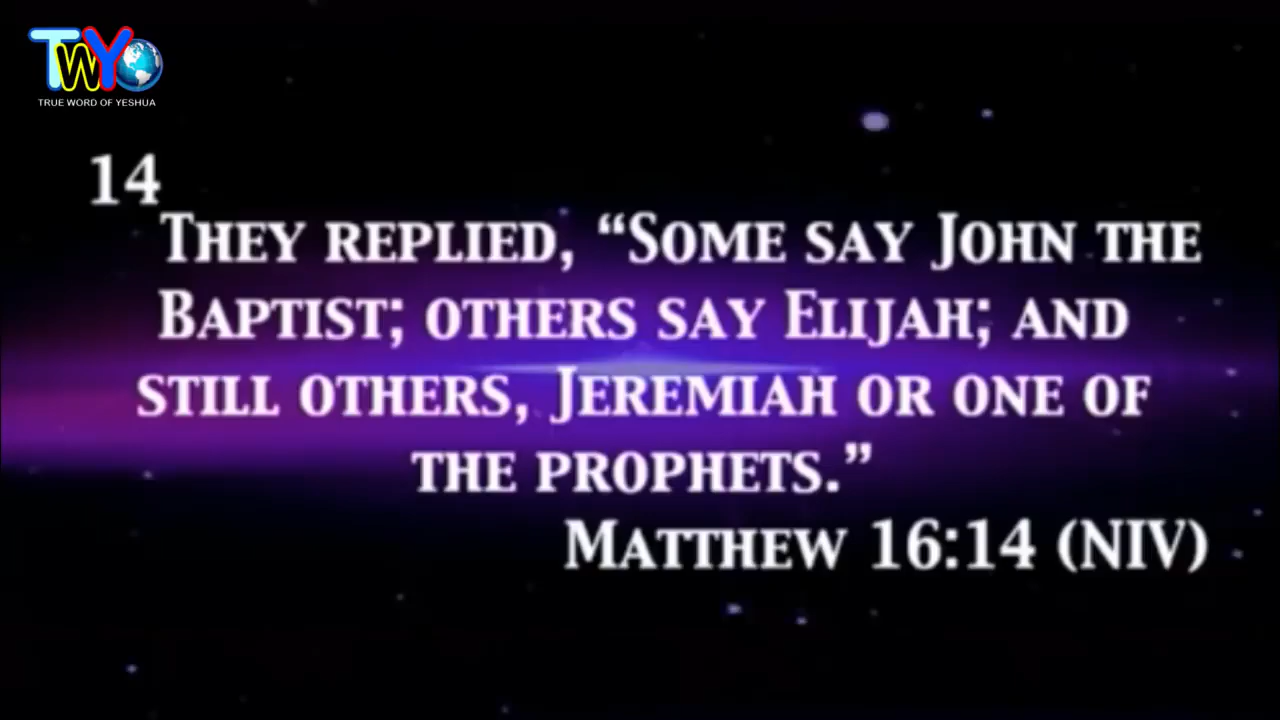 TWY
TRUE WORD OF YESHUA
14
THEY REPLIED, “SOME SAY JOHN THE
BAPTIST; OTHERS SAY ELIJAH; AND
STILL OTHERS, JEREMIAH OR ONE OF
THE PROPHETS.”
MATTHEW 16:14 (NIV)